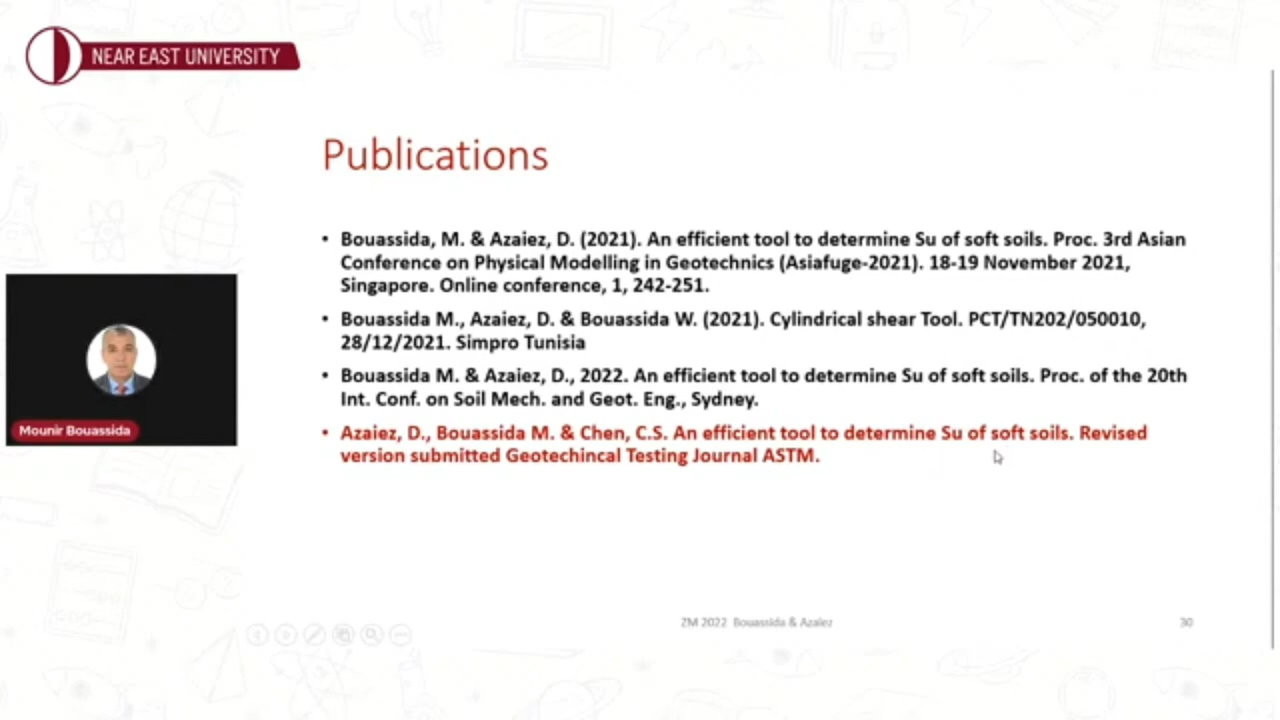 NEAR EAST UNIVERSITY
Publications
• Bouassida, M. & Azaiez, D. (2021). An efficient tool to determine Su of soft soils. Proc. 3rd Asian
Conference on Physical Modelling in Geotechnics (Asiafuge-2021). 18-19 November 2021,
Singapore. Online conference, 1, 242-251.
• Bouassida M., Azaiez, D. & Bouassida W. (2021). Cylindrical shear Tool. PCT/TN202/050010,
28/12/2021. Simpro Tunisia
• Bouassida M. & Azaiez, D., 2022. An efficient tool to determine Su of soft soils. Proc. of the 20th
Int. Conf. on Soil Mech. and Geot. Eng., Sydney.
• Azaiez, D., Bouassida M. & Chen, C.S. An efficient tool to determine Su of soft soils. Revised
version submitted Geotechincal Testing Journal ASTM.
Mounir Bouassida
ZM 2022 Bouassida & Azaiez
30